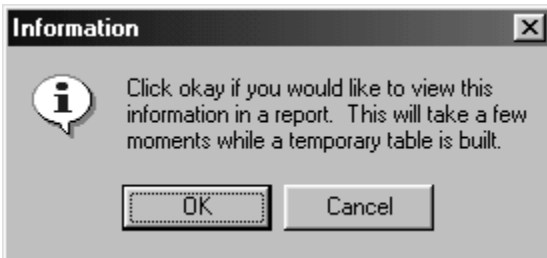 Information
Click okay if you would like to view this
information in a report.  This will take a few
moments while a temporary table is built.
OK
Cancel